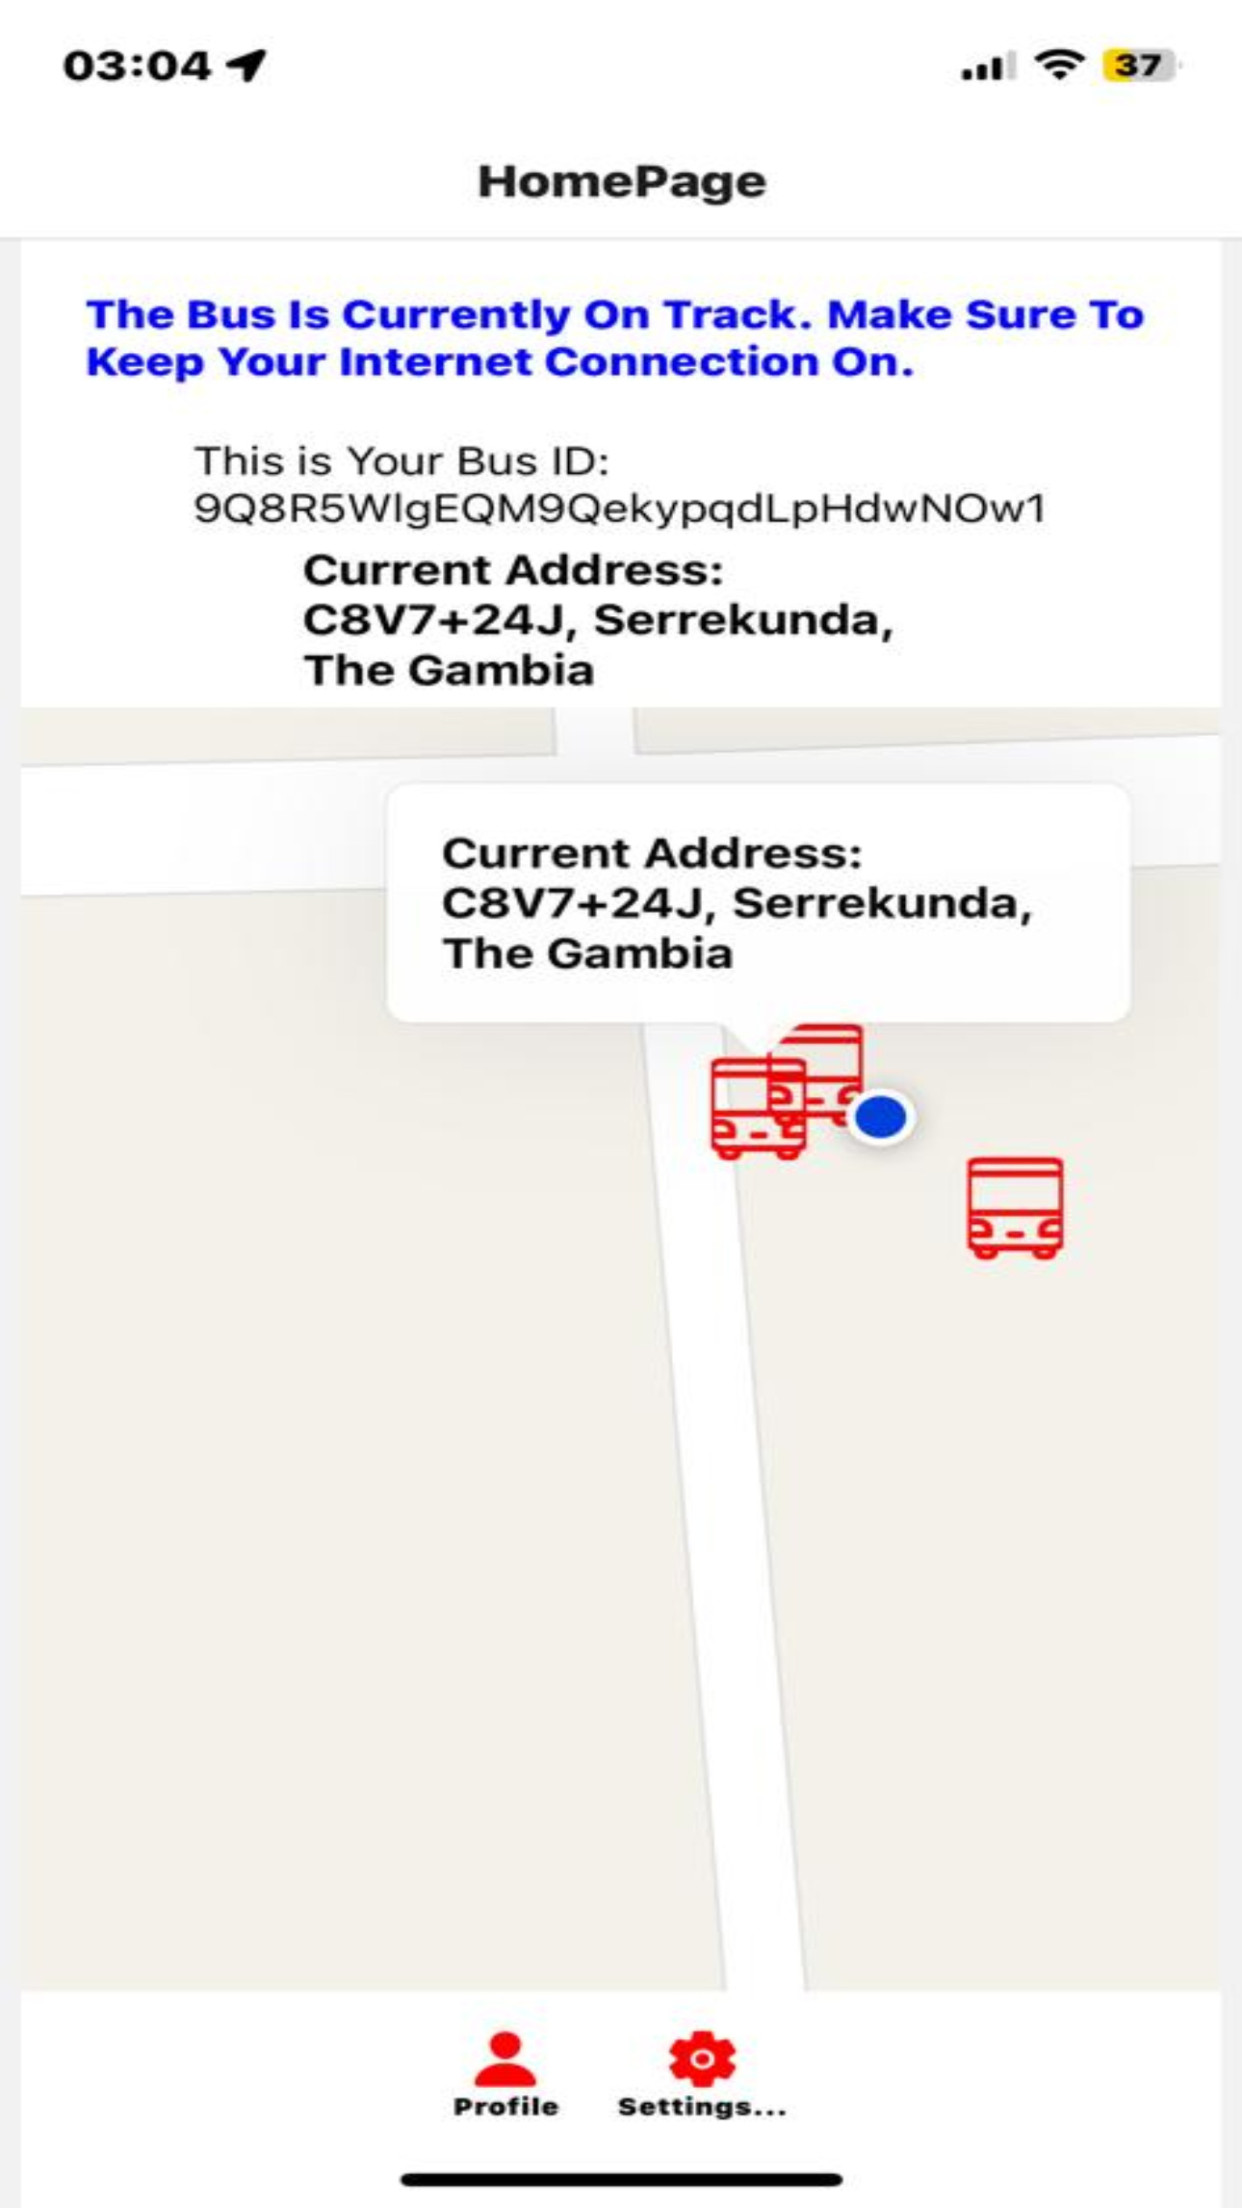 03:04
37
HomePage
The Bus Is Currently On Track. Make Sure To
Keep Your Internet Connection On.
This is Your Bus ID:
9Q8R5WlgEQM9QekypqdLpHdwNOw1
Current Address:
C8V7+24J, Serrekunda,
The Gambia
Current Address:
C8V7+24J, Serrekunda,
The Gambia
Profile
Settings...